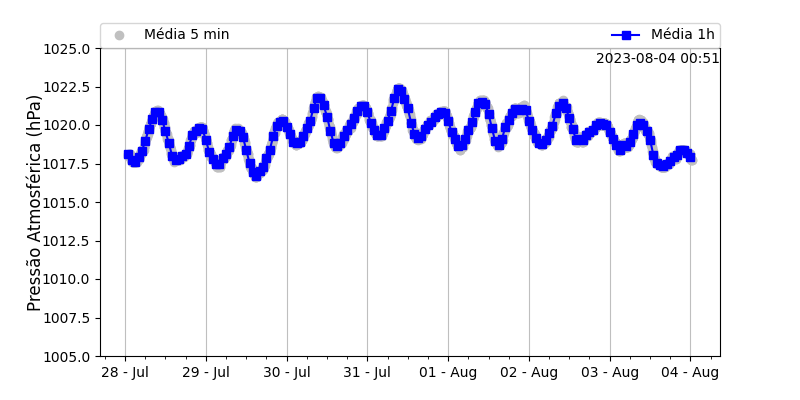 Média 5 min
Média 1h
2023-08-04 00:51
Pressão Atmosférica (hPa)
1025.0
1022.5
1020.0
1017.5
1015.0
1012.5
1010.0
1007.5
1005.0
28 - Jul
29 - Jul
30 - Jul
31 - Jul
01 - Aug
02 - Aug
03 - Aug
04 - Aug